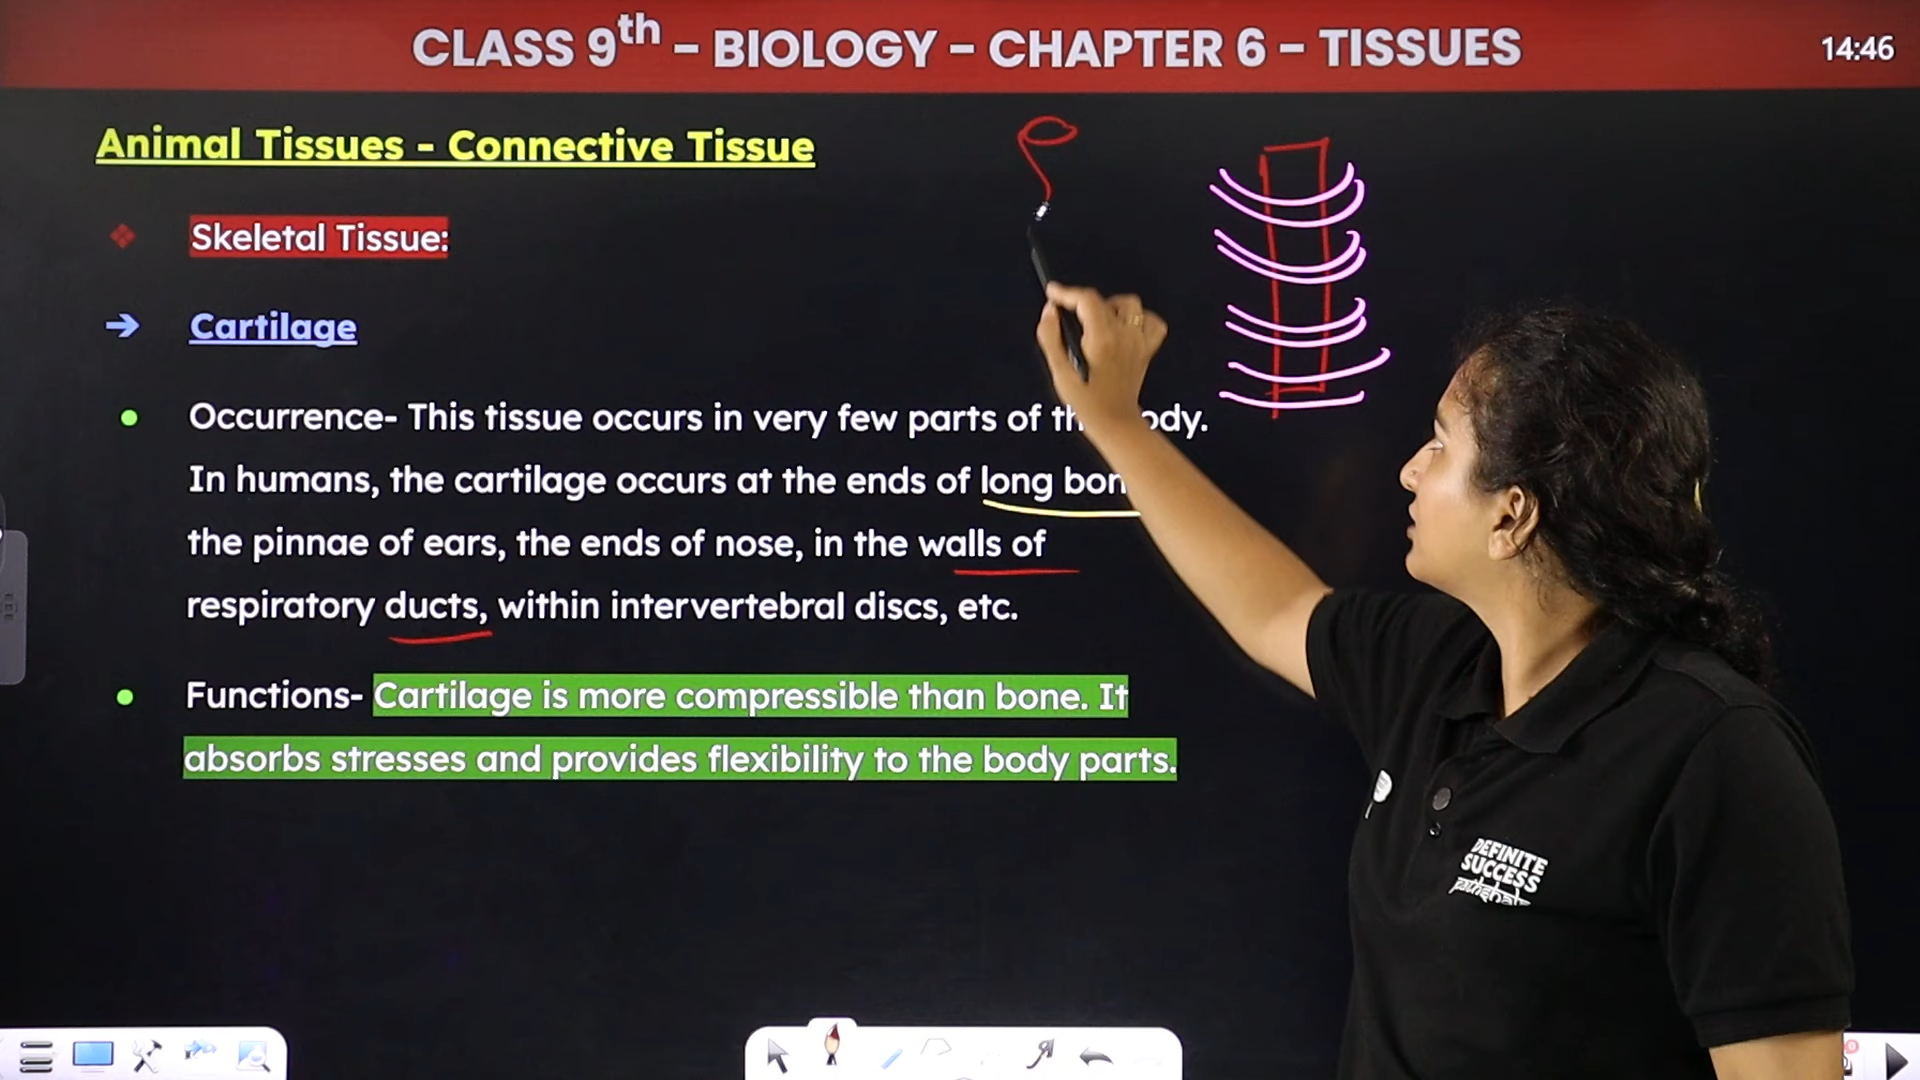 CLASS 9th – BIOLOGY – CHAPTER 6 – TISSUES
14:46
Animal Tissues - Connective Tissue
Skeletal Tissue:
Cartilage
Occurrence- This tissue occurs in very few parts of th ody.
In humans, the cartilage occurs at the ends of long bon
the pinnae of ears, the ends of nose, in the walls of
respiratory ducts, within intervertebral discs, etc.
Functions- Cartilage is more compressible than bone. It
absorbs stresses and provides flexibility to the body parts.
DEFINITE
SUCCESS
pathshala